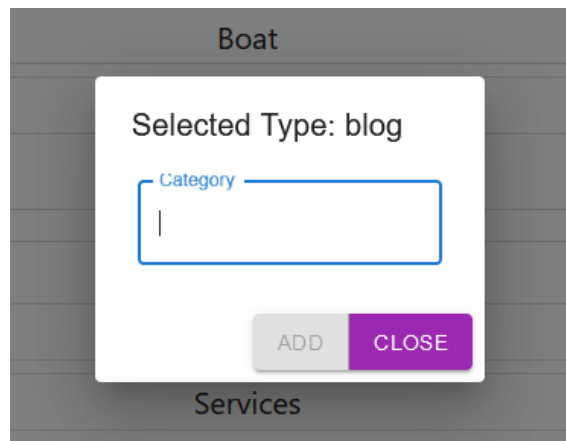 Boat
Selected Type: blog
Category
ADD CLOSE
Services